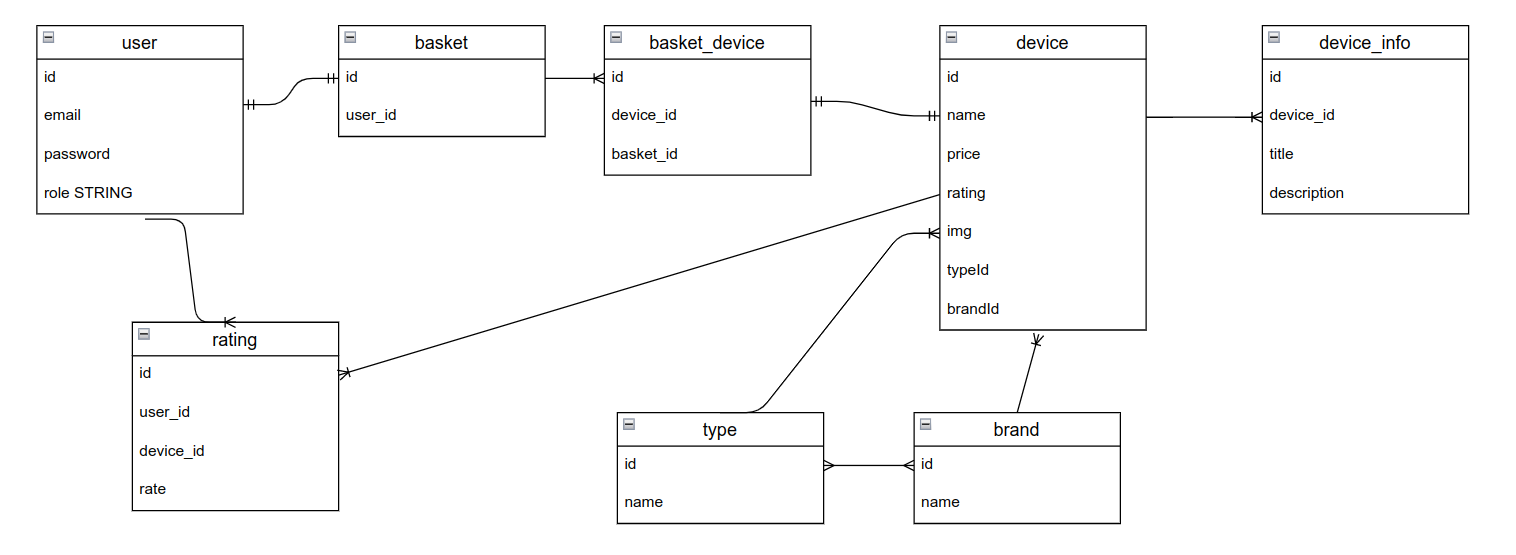 user
id
email
password
role STRING
basket
id
user_id
basket_device
id
device_id
basket_id
device
id
name
price
rating
img
typeId
brandId
device_info
id
device_id
title
description
rating
id
user_id
device_id
rate
type
id
name
brand
id
name